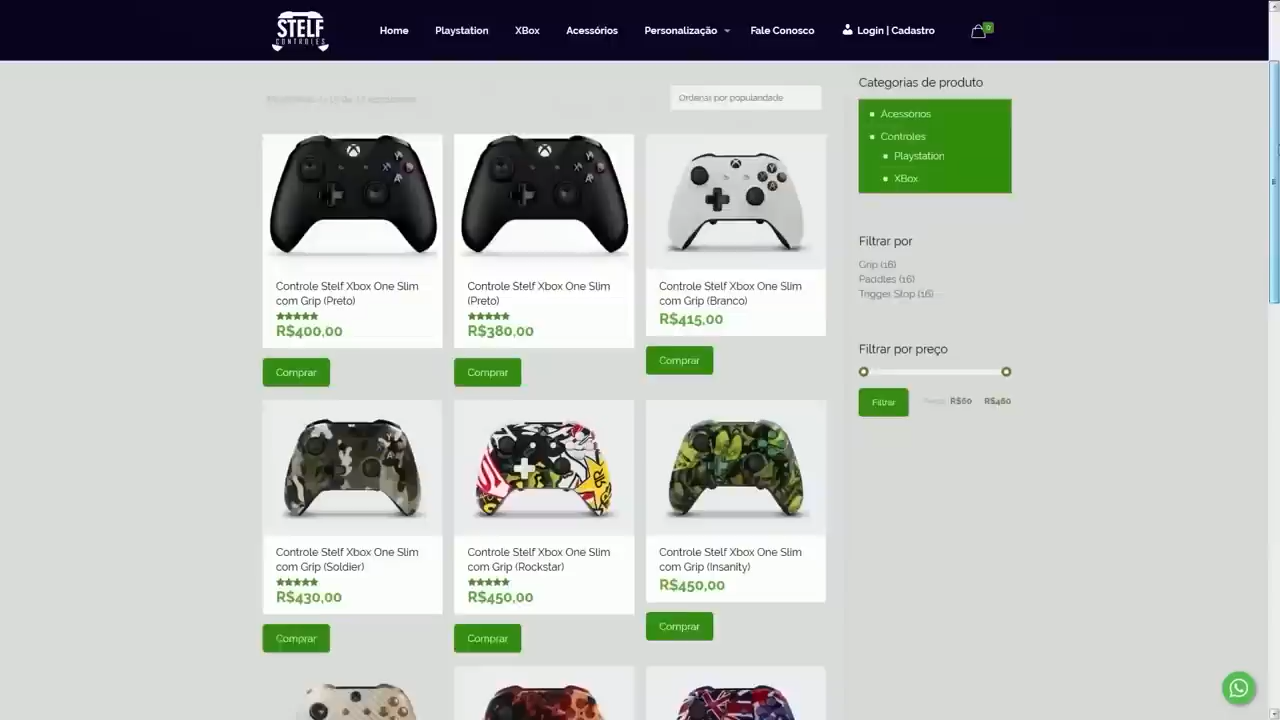 STELF
CONTROLES
Home
Playstation
XBox
Acessórios
Personalização
Fale Conosco
Login | Cadastro
0
Ordenar por popularidade
Categorias de produto
Acessórios
Controles
Playstation
XBox
Filtrar por
Grip (16)
Paddles (16)
Trigger Stop (16)
Filtrar por preço
Filtrar
R$60
R$460
Controle Stelf Xbox One Slim
com Grip (Preto)
R$400,00
Comprar
Controle Stelf Xbox One Slim
(Preto)
R$380,00
Comprar
Controle Stelf Xbox One Slim
com Grip (Branco)
R$415,00
Comprar
Controle Stelf Xbox One Slim
com Grip (Soldier)
R$430,00
Comprar
Controle Stelf Xbox One Slim
com Grip (Rockstar)
R$450,00
Comprar
Controle Stelf Xbox One Slim
com Grip (Insanity)
R$450,00
Comprar